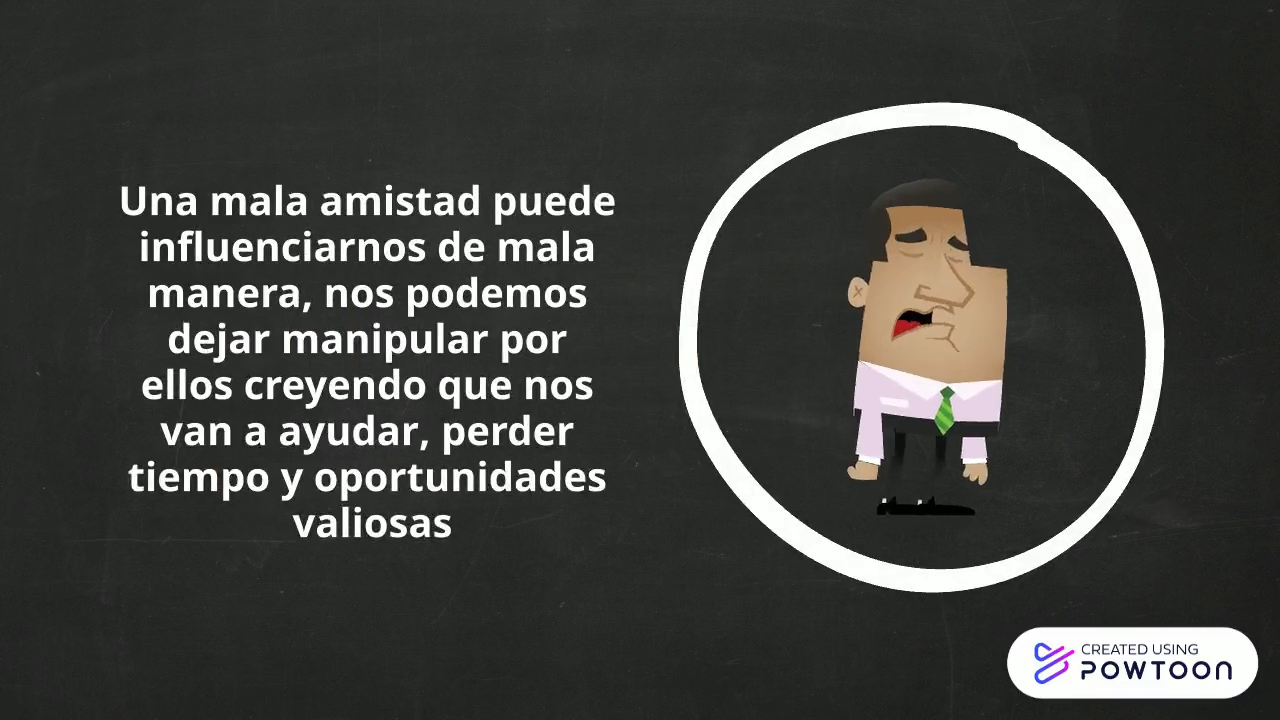 Una mala amistad puede
influenciarnos de mala
manera, nos podemos
dejar manipular por
ellos creyendo que nos
van a ayudar, perder
tiempo y oportunidades
valiosas
CREATED USING
POWTOON